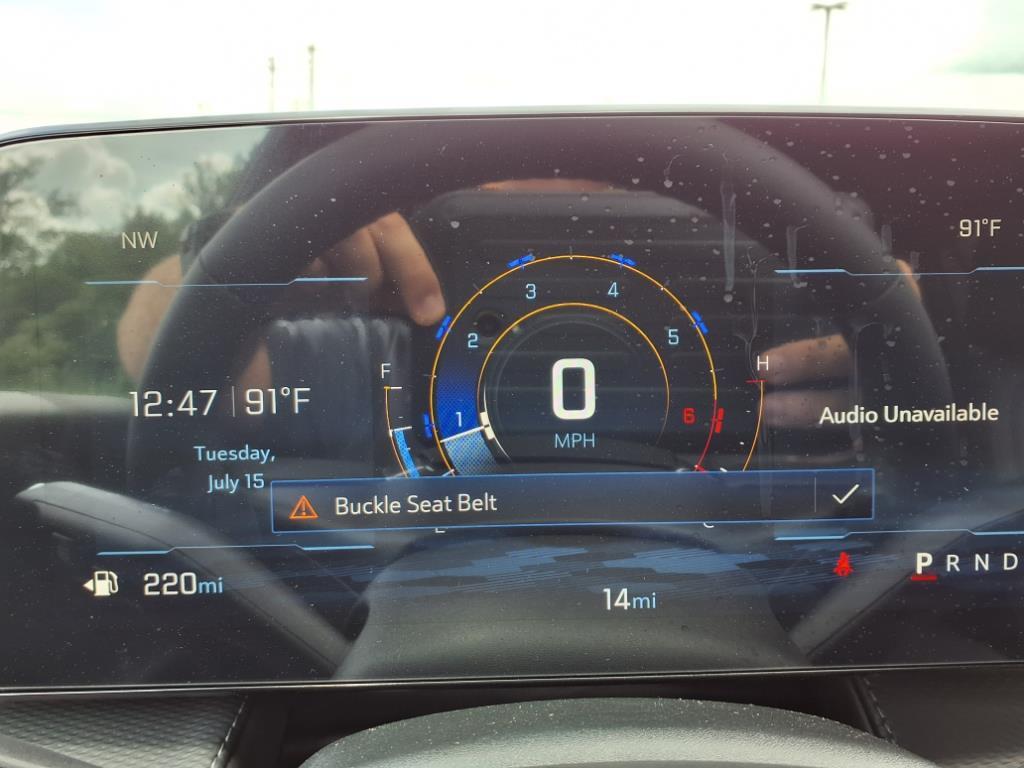 NW
91°F
3 4
2 5
F
H
12:47 | 91°F
0
1
6
Audio Unavailable
MPH
Tuesday,
July 15
Buckle Seat Belt
E
C
P R N D
220mi
14mi